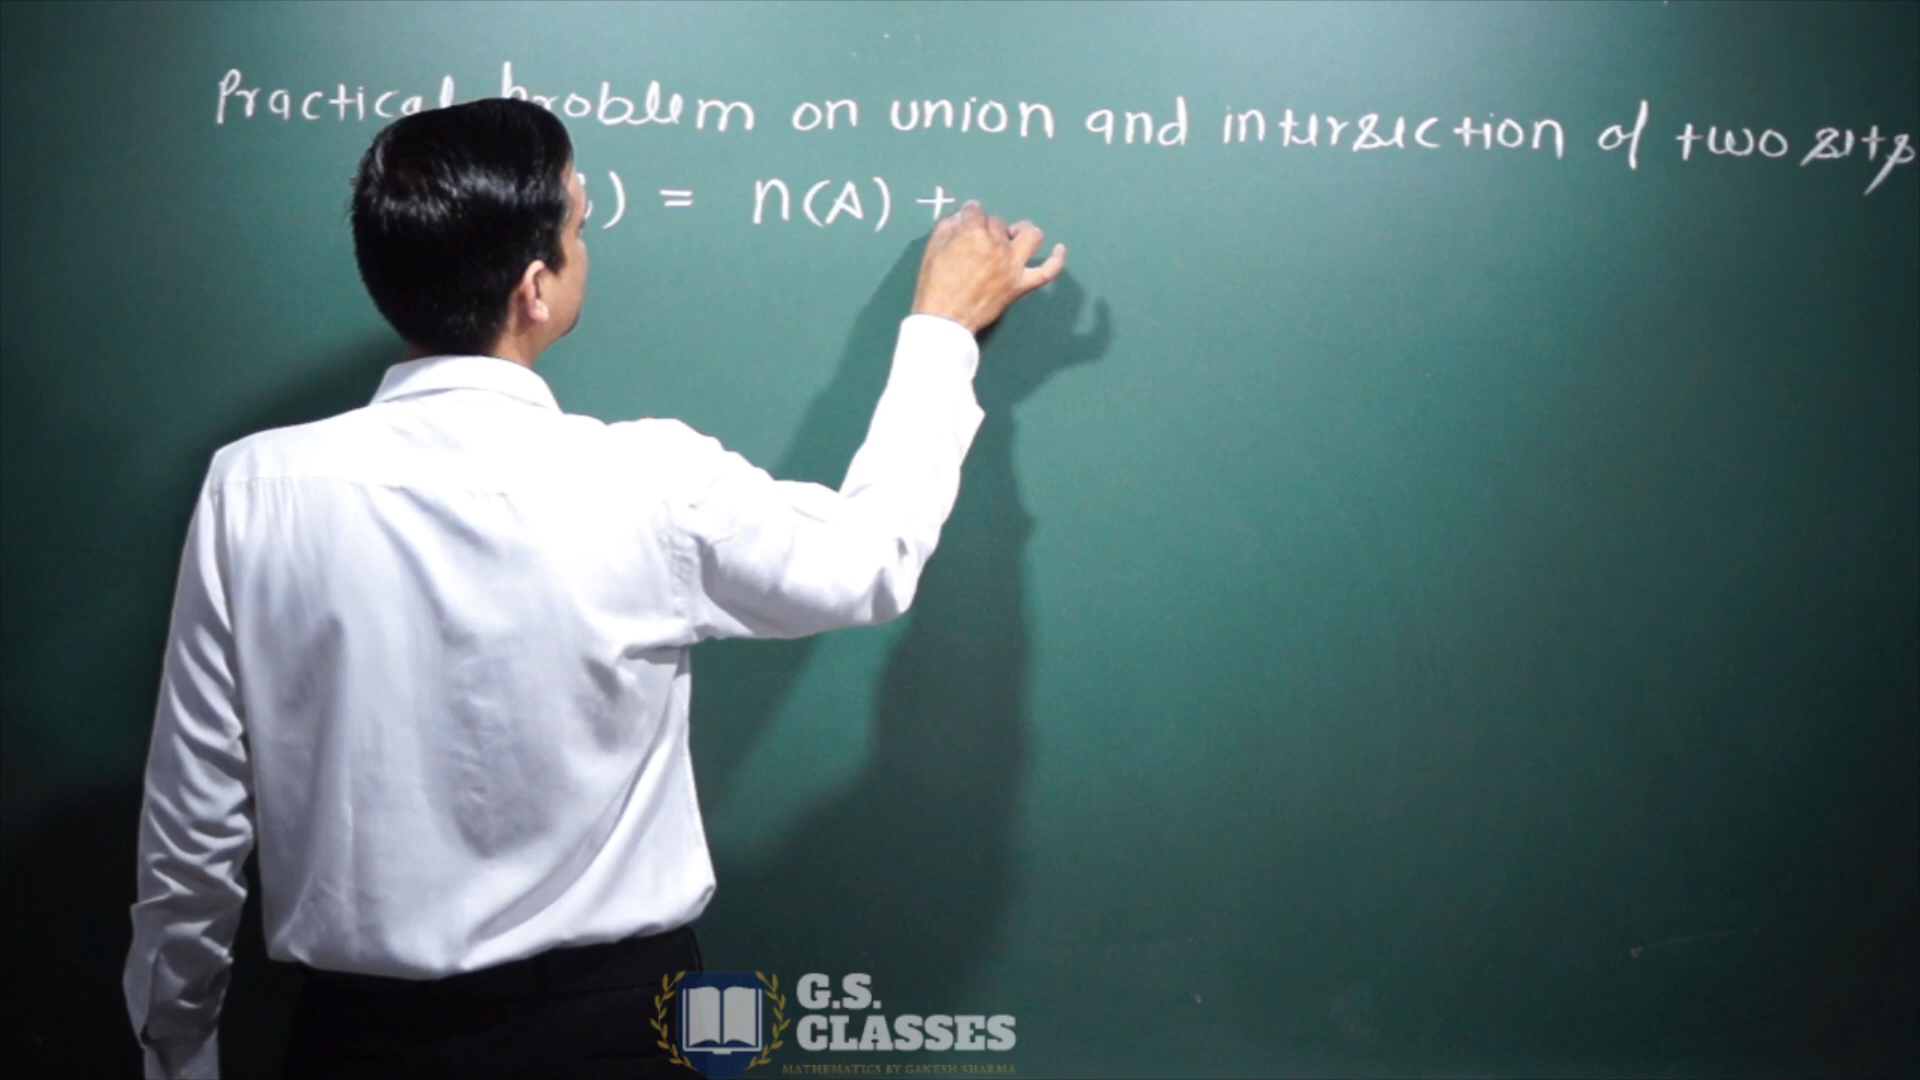 Practical problem on union and intersection of two sets
) = n(A) +
G.S.
CLASSES
MATHEMATICS BY GANESH SHARMA